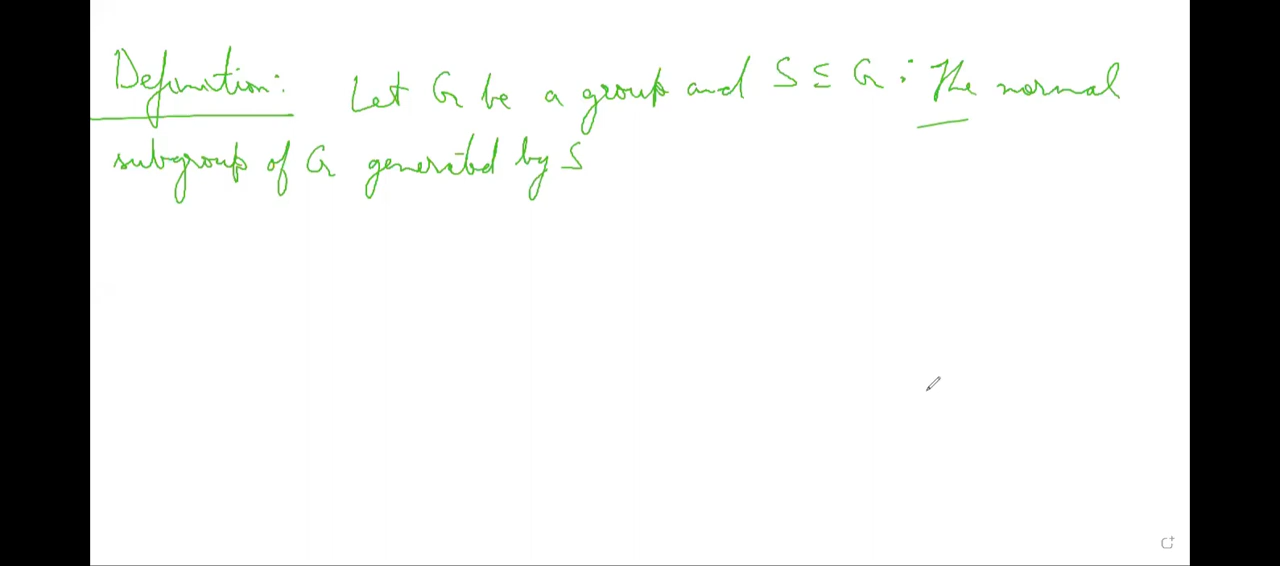 Definition: Let G be a group and S ⊆ G : The normal
subgroup of G generated by S